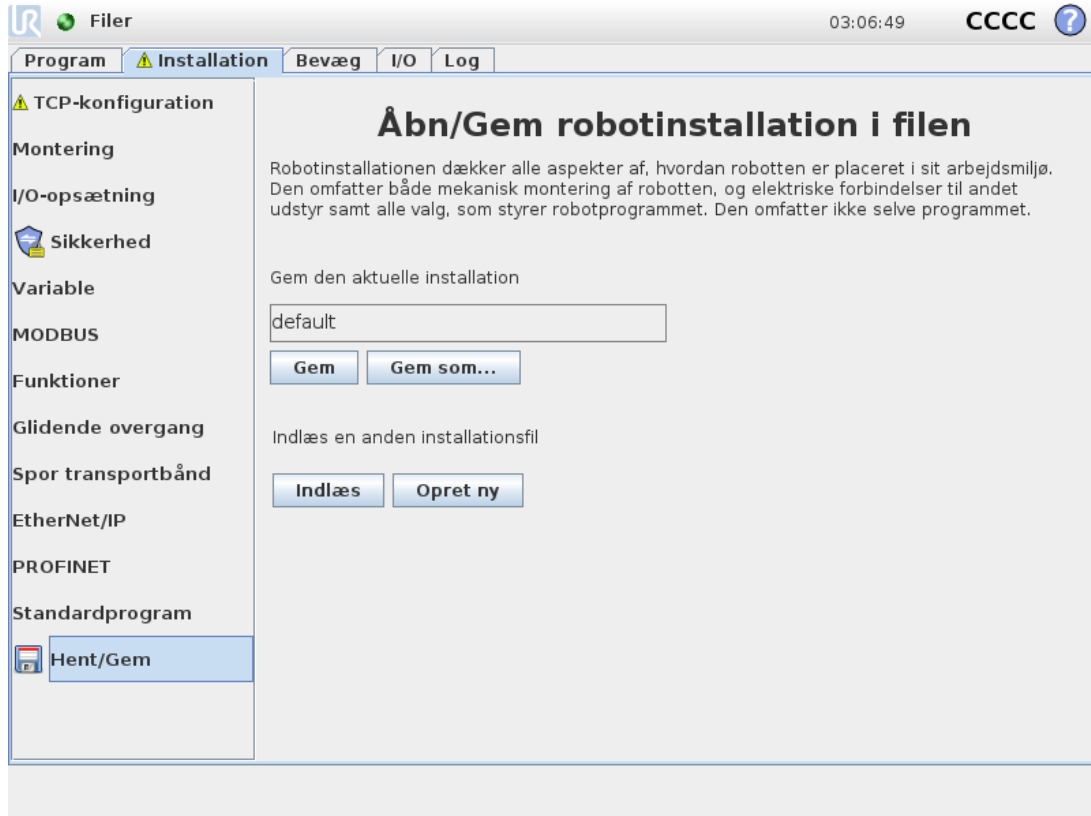 UR
Filer
03:06:49
CCCC
?
Program
Installation
Bevæg
I/O
Log
TCP-konfiguration
Montering
I/O-opsætning
Sikkerhed
Variable
MODBUS
Funktioner
Glidende overgang
Spor transportbånd
EtherNet/IP
PROFINET
Standardprogram
Hent/Gem
Åbn/Gem robotinstallation i filen
Robotinstallationen dækker alle aspekter af, hvordan robotten er placeret i sit arbejdsmiljø.
Den omfatter både mekanisk montering af robotten, og elektriske forbindelser til andet
udstyr samt alle valg, som styrer robotprogrammet. Den omfatter ikke selve programmet.
Gem den aktuelle installation
default
Gem
Gem som...
Indlæs en anden installationsfil
Indlæs
Opret ny